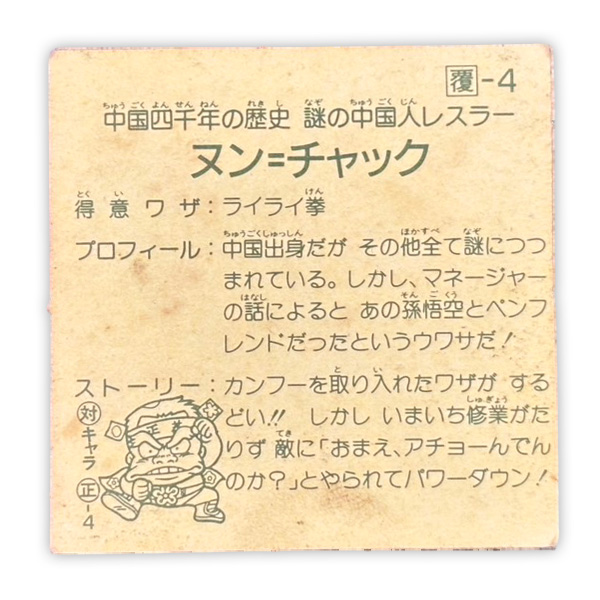 覆-4
中国四千年の歴史 謎の中国人レスラー
ヌン=チャック
得意ワザ:ライライ拳
プロフィール:中国出身だが その他全て謎につつ
まれている。しかし、マネージャー
の話によると あの孫悟空とペンフ
レンドだったというウワサだ!
ストーリー:カンフーを取り入れたワザが する
どい!! しかし いまいち修業がた
りず 敵に「おまえ、アチョーんでん
のか?」とやられてパワーダウン!
対キャラ正-4